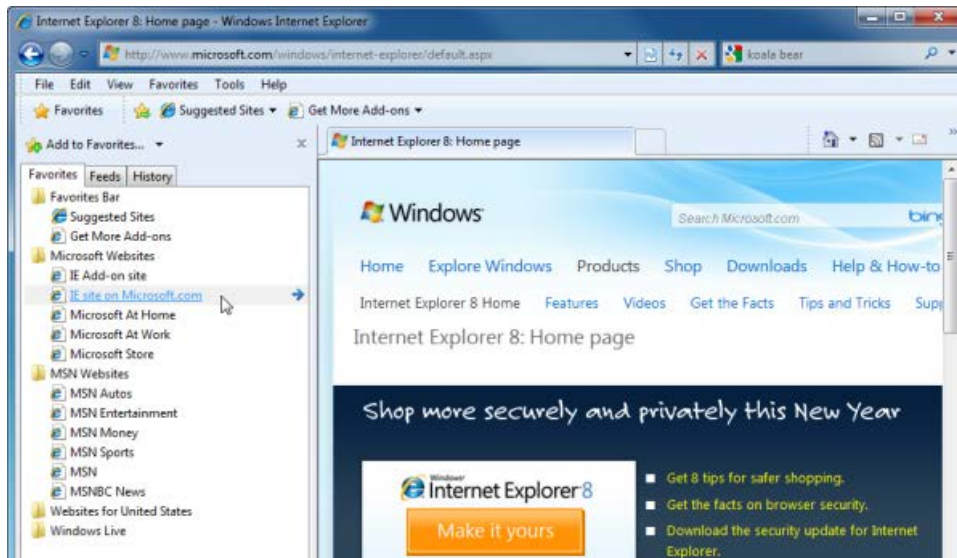 Internet Explorer 8: Home page - Windows Internet Explorer
http://www.microsoft.com/windows/internet-explorer/default.aspx
koala bear
File Edit View Favorites Tools Help
Favorites Suggested Sites Get More Add-ons
Add to Favorites...
Internet Explorer 8: Home page
Favorites Feeds History
Favorites Bar
Suggested Sites
Get More Add-ons
Microsoft Websites
IE Add-on site
IE site on Microsoft.com
Microsoft At Home
Microsoft At Work
Microsoft Store
MSN Websites
MSN Autos
MSN Entertainment
MSN Money
MSN Sports
MSN
MSNBC News
Websites for United States
Windows Live
Windows
Search Microsoft.com
bing
Home Explore Windows Products Shop Downloads Help & How-to
Internet Explorer 8 Home Features Videos Get the Facts Tips and Tricks Supp
Internet Explorer 8: Home page
Shop more securely and privately this New Year
Windows
Internet Explorer 8
Make it yours
Get 8 tips for safer shopping.
Get the facts on browser security.
Download the security update for Internet
Explorer.